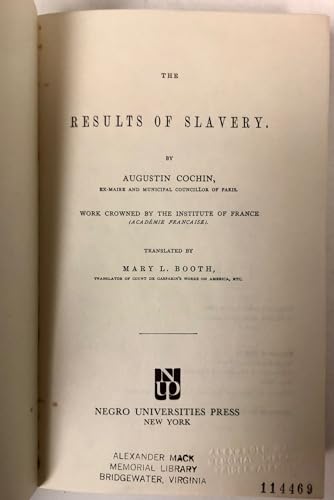 THE
RESULTS OF SLAVERY.
BY
AUGUSTIN COCHIN,
EX-MAIRE AND MUNICIPAL COUNCILLOR OF PARIS.
WORK CROWNED BY THE INSTITUTE OF FRANCE
(ACADÉMIE FRANCAISE).
TRANSLATED BY
MARY L. BOOTH,
TRANSLATOR OF COUNT DE GASPARIN'S WORKS ON AMERICA, ETC.
NUP
NEGRO UNIVERSITIES PRESS
NEW YORK
ALEXANDER MACK
MEMORIAL LIBRARY
BRIDGEWATER, VIRGINIA
114469